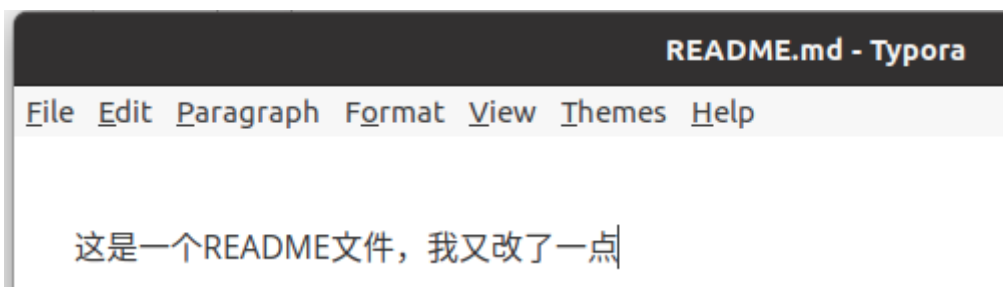 README.md - Typora
File Edit Paragraph Format View Themes Help
这是一个README文件，我又改了一点